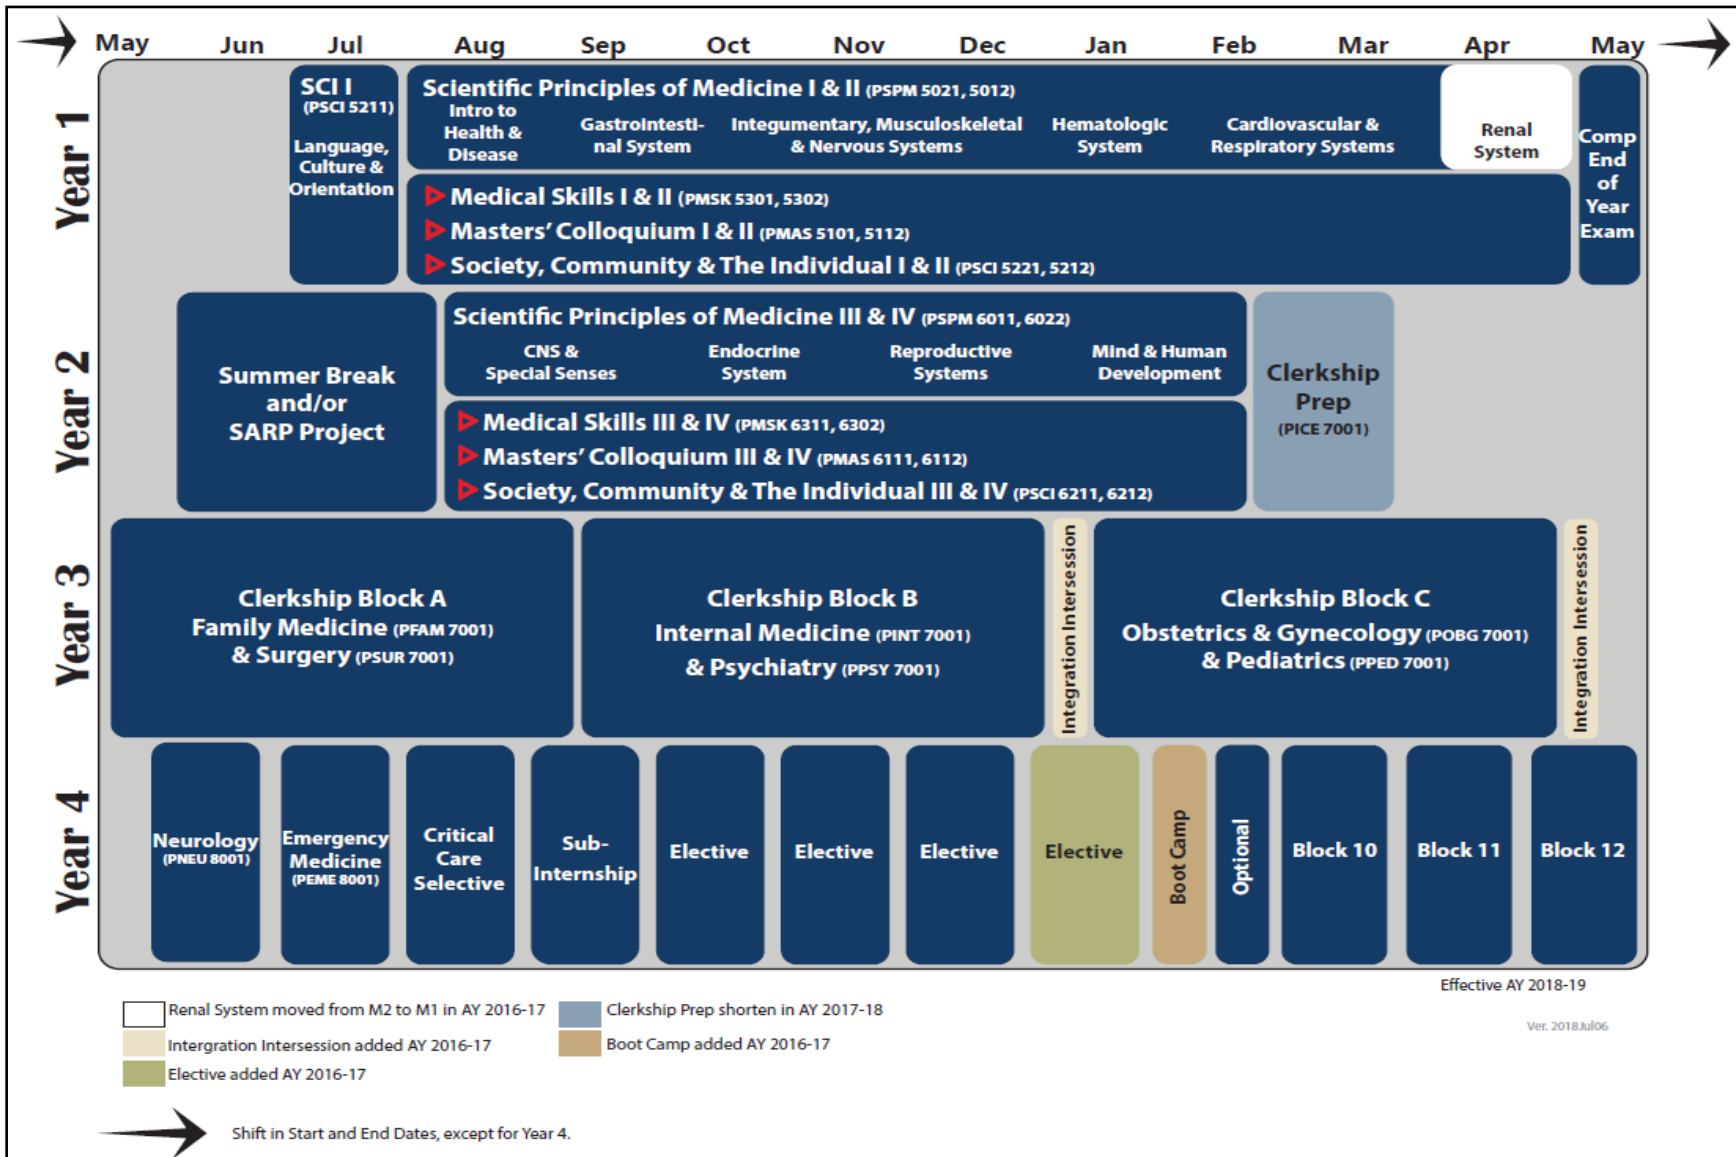 May Jun Jul Aug Sep Oct Nov Dec Jan Feb Mar Apr May
Year 1
SCI I
(PSCI 5211)
Language,
Culture &
Orientation
Scientific Principles of Medicine I & II (PSPM 5021, 5012)
Intro to
Health &
Disease
Gastrointesti-
nal System
Integumentary, Musculoskeletal
& Nervous Systems
Hematologic
System
Cardiovascular &
Respiratory Systems
Renal
System
Comp
End
of
Year
Exam
Medical Skills I & II (PMSK 5301, 5302)
Masters' Colloquium I & II (PMAS 5101, 5112)
Society, Community & The Individual I & II (PSCI 5221, 5212)
Year 2
Summer Break
and/or
SARP Project
Scientific Principles of Medicine III & IV (PSPM 6011, 6022)
CNS &
Special Senses
Endocrine
System
Reproductive
Systems
Mind & Human
Development
Medical Skills III & IV (PMSK 6311, 6302)
Masters' Colloquium III & IV (PMAS 6111, 6112)
Society, Community & The Individual III & IV (PSCI 6211, 6212)
Clerkship
Prep
(PICE 7001)
Year 3
Clerkship Block A
Family Medicine (PFAM 7001)
& Surgery (PSUR 7001)
Clerkship Block B
Internal Medicine (PINT 7001)
& Psychiatry (PPSY 7001)
Integration Intersession
Clerkship Block C
Obstetrics & Gynecology (POBG 7001)
& Pediatrics (PPED 7001)
Integration Intersession
Year 4
Neurology
(PNEU 8001)
Emergency
Medicine
(PEME 8001)
Critical
Care
Selective
Sub-
Internship
Elective
Elective
Elective
Elective
Boot Camp
Optional
Block 10
Block 11
Block 12
Effective AY 2018-19
Ver. 2018Jul06
Renal System moved from M2 to M1 in AY 2016-17
Intergration Intersession added AY 2016-17
Elective added AY 2016-17
Clerkship Prep shorten in AY 2017-18
Boot Camp added AY 2016-17
Shift in Start and End Dates, except for Year 4.